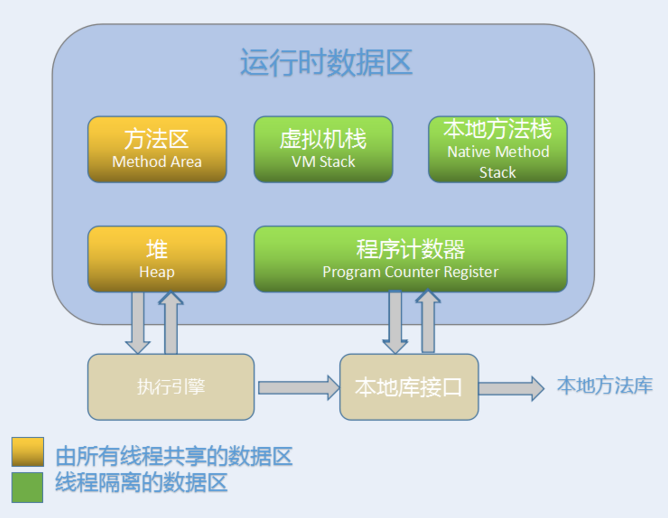 运行时数据区
方法区
Method Area
虚拟机栈
VM Stack
本地方法栈
Native Method
Stack
堆
Heap
程序计数器
Program Counter Register
执行引擎
本地库接口
本地方法库
由所有线程共享的数据区
线程隔离的数据区